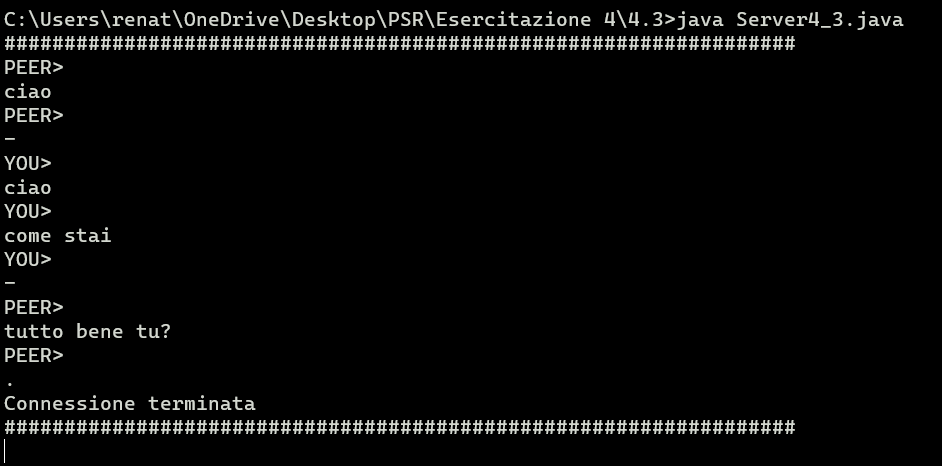 C:\Users\renat\OneDrive\Desktop\PSR\Esercitazione 4\4.3>java Server4_3.java
##################################################################
PEER>
ciao
PEER>
-
YOU>
ciao
YOU>
come stai
YOU>
-
PEER>
tutto bene tu?
PEER>
.
Connessione terminata
##################################################################